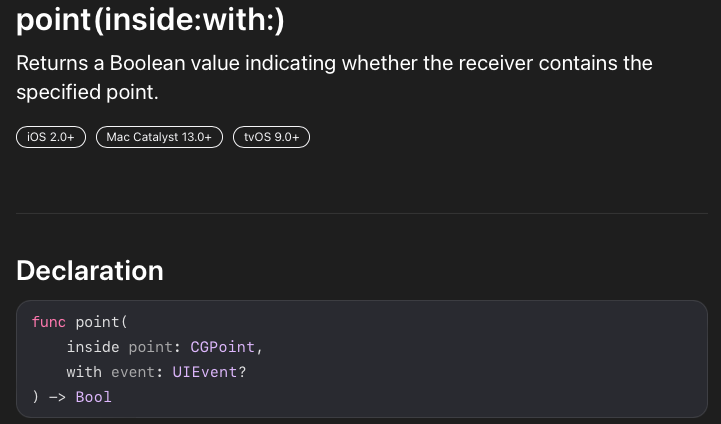 point(inside:with:)
Returns a Boolean value indicating whether the receiver contains the
specified point.
iOS 2.0+ Mac Catalyst 13.0+ tvOS 9.0+
Declaration
func point(
    inside point: CGPoint,
    with event: UIEvent?
) -> Bool